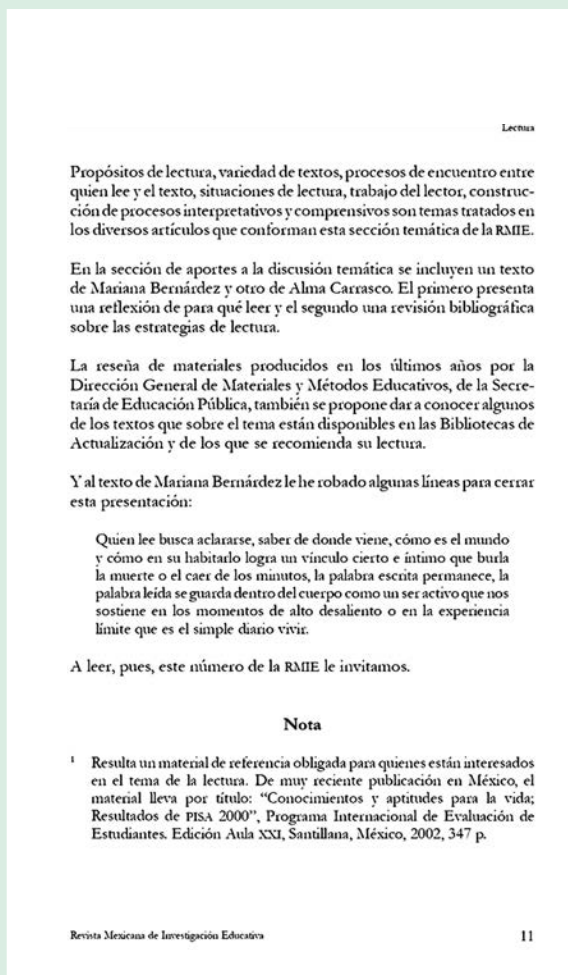 Lectura
Propósitos de lectura, variedad de textos, procesos de encuentro entre
quien lee y el texto, situaciones de lectura, trabajo del lector, construc-
ción de procesos interpretativos y comprensivos son temas tratados en
los diversos artículos que conforman esta sección temática de la RMIE.
En la sección de aportes a la discusión temática se incluyen un texto
de Mariana Bernárdez y otro de Alma Carrasco. El primero presenta
una reflexión de para qué leer y el segundo una revisión bibliográfica
sobre las estrategias de lectura.
La reseña de materiales producidos en los últimos años por la
Dirección General de Materiales y Métodos Educativos, de la Secre-
taría de Educación Pública, también se propone dar a conocer algunos
de los textos que sobre el tema están disponibles en las Bibliotecas de
Actualización y de los que se recomienda su lectura.
Y al texto de Mariana Bernárdez le he robado algunas líneas para cerrar
esta presentación:
Quien lee busca aclararse, saber de donde viene, cómo es el mundo
y cómo en su habitarlo logra un vínculo cierto e íntimo que burla
la muerte o el caer de los minutos, la palabra escrita permanece, la
palabra leída se guarda dentro del cuerpo como un ser activo que nos
sostiene en los momentos de alto desaliento o en la experiencia
límite que es el simple diario vivir.
A leer, pues, este número de la RMIE le invitamos.
Nota
1 Resulta un material de referencia obligada para quienes están interesados
en el tema de la lectura. De muy reciente publicación en México, el
material lleva por título: “Conocimientos y aptitudes para la vida;
Resultados de PISA 2000”, Programa Internacional de Evaluación de
Estudiantes. Edición Aula XXI, Santillana, México, 2002, 347 p.
Revista Mexicana de Investigación Educativa 11